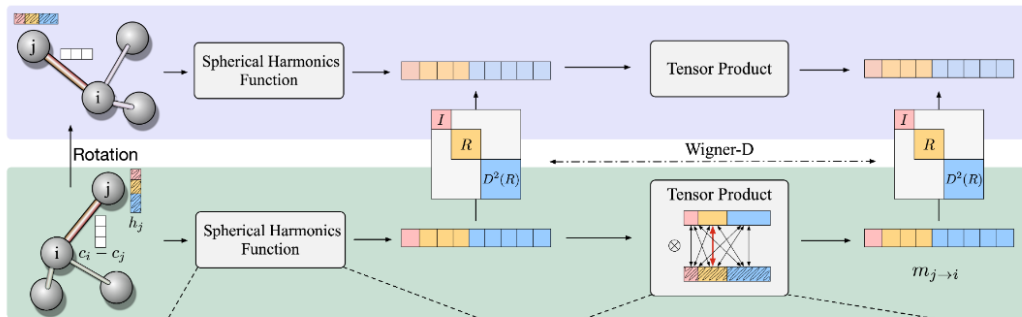 j
i
Spherical Harmonics
Function
Tensor Product
I
R
D²(R)
I
R
D²(R)
Wigner-D
Rotation
j
h_j
i
c_i − c_j
Spherical Harmonics
Function
Tensor Product
⊗
m_{j→i}